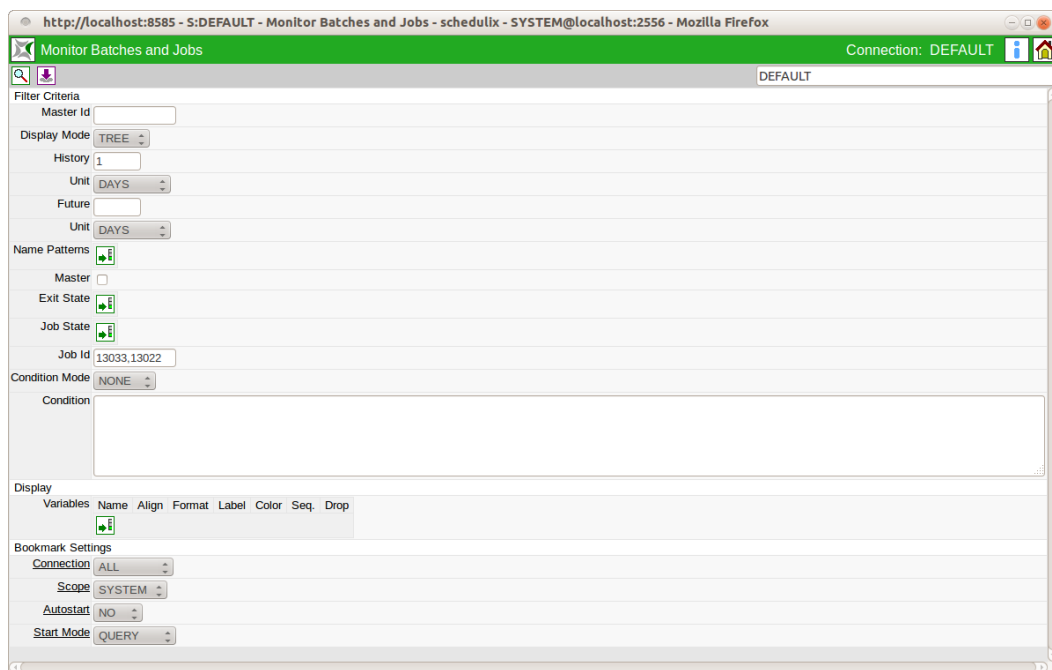 http://localhost:8585 - S:DEFAULT - Monitor Batches and Jobs - schedulix - SYSTEM@localhost:2556 - Mozilla Firefox
Monitor Batches and Jobs Connection: DEFAULT
DEFAULT
Filter Criteria
Master Id
Display Mode TREE
History 1
Unit DAYS
Future
Unit DAYS
Name Patterns
Master
Exit State
Job State
Job Id 13033,13022
Condition Mode NONE
Condition
Display
Variables Name Align Format Label Color Seq. Drop
Bookmark Settings
Connection ALL
Scope SYSTEM
Autostart NO
Start Mode QUERY